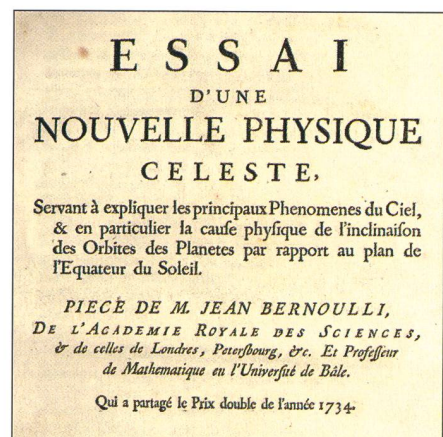 ESSAI
D'UNE
NOUVELLE PHYSIQUE
CELESTE,
Servant à expliquer les principaux Phenomenes du Ciel,
& en particulier la cause phyſique de l'inclinaiſon
des Orbites des Planetes par rapport au plan de
l'Equateur du Soleil.
PIECE DE M. JEAN BERNOULLI,
DE L'ACADEMIE ROYALE DES SCIENCES,
& de celles de Londres, Peterſbourg, &c. Et Profeſſeur
de Mathematique en l'Univerſité de Bâle.
Qui a partagé le Prix double de l'année 1734.